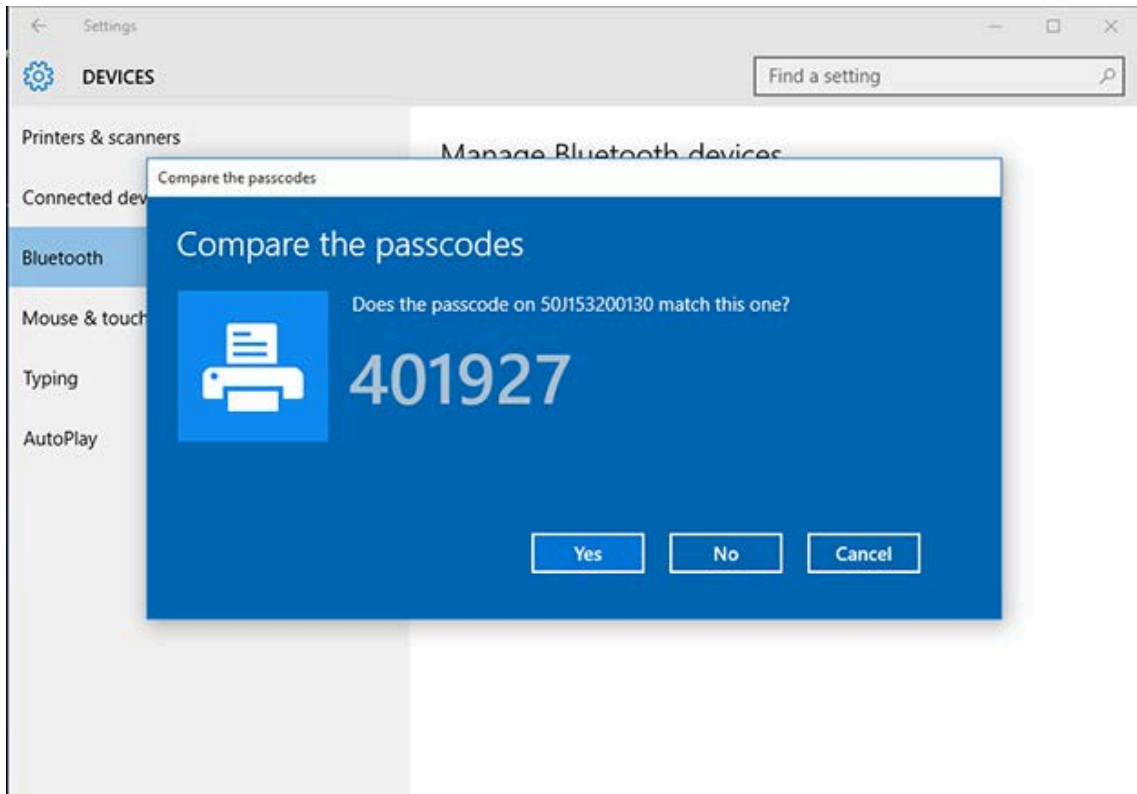 Settings
DEVICES
Find a setting
Printers & scanners
Manage Bluetooth devices
Connected dev
Bluetooth
Mouse & touch
Typing
AutoPlay
Compare the passcodes
Compare the passcodes
Does the passcode on 50J153200130 match this one?
401927
Yes No Cancel